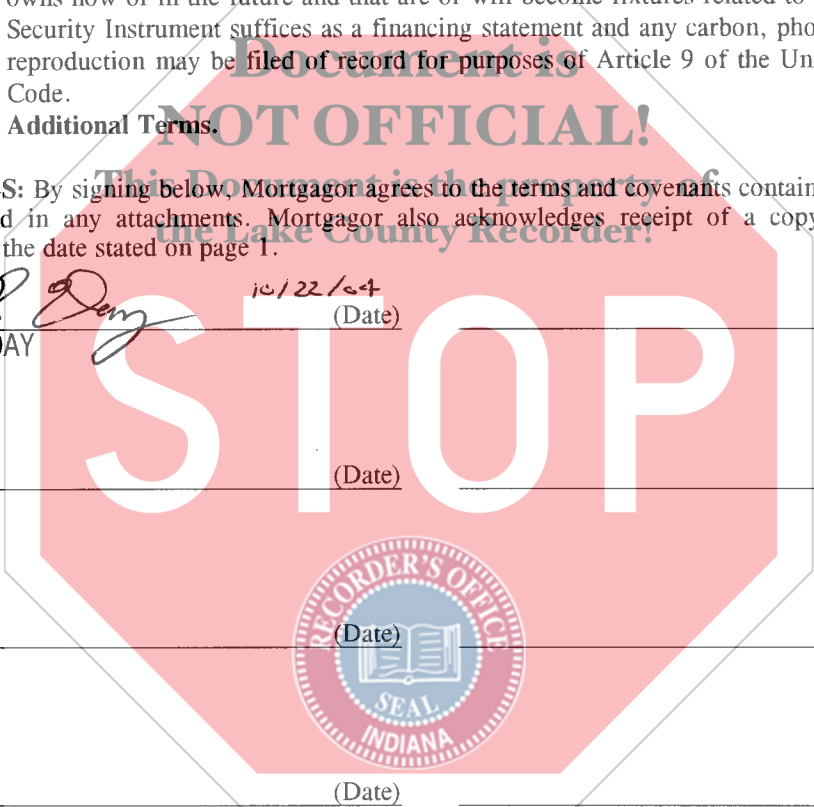 owns now or in the future and that are or will become fixtures related to
Security Instrument suffices as a financing statement and any carbon, pho
reproduction may be filed of record for purposes of Article 9 of the Uni
Code.
Additional Terms.
S: By signing below, Mortgagor agrees to the terms and covenants contain
d in any attachments. Mortgagor also acknowledges receipt of a copy
the date stated on page 1.
Document is
NOT OFFICIAL!
This Document is the property of
the Lake County Recorder!
10/22/04
(Date)
DAY
STOP
(Date)
(Date)
(Date)
RECORDER'S OFFICE
SEAL
INDIANA